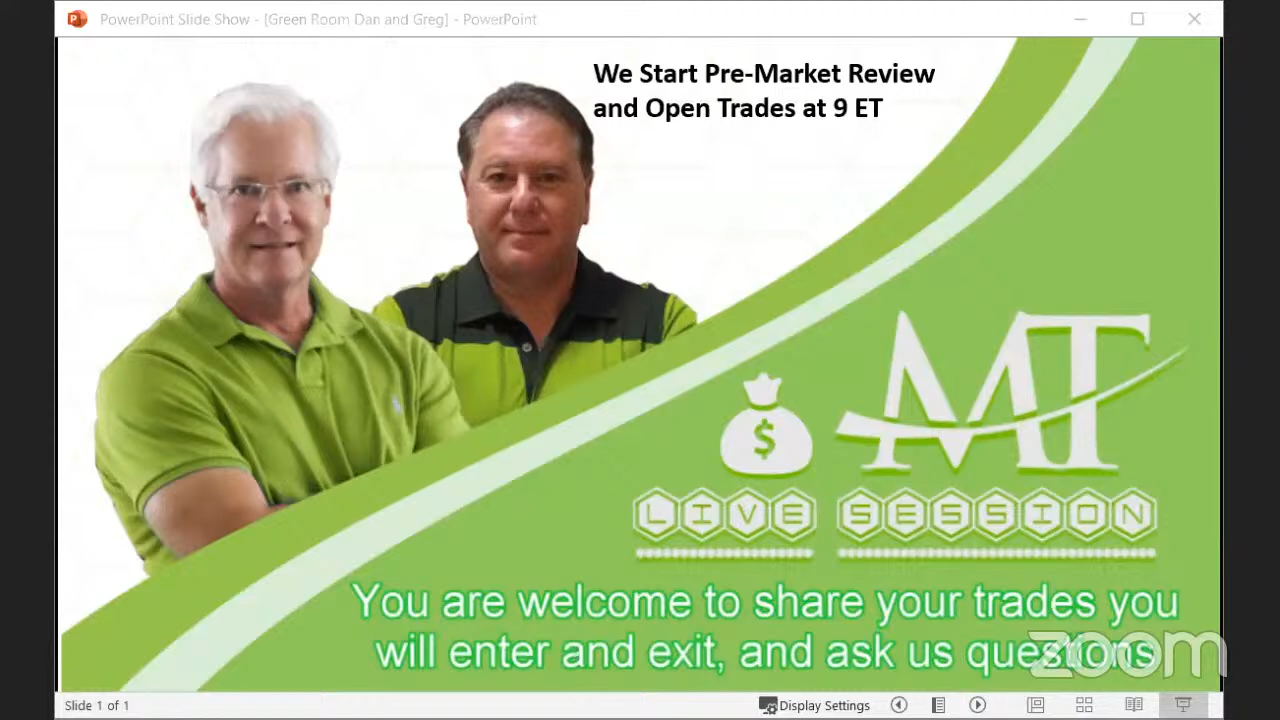 PowerPoint Slide Show - [Green Room Dan and Greg] - PowerPoint
We Start Pre-Market Review
and Open Trades at 9 ET
$
MT
LIVE SESSION
You are welcome to share your trades you
will enter and exit, and ask us questions
zoom
Slide 1 of 1
Display Settings